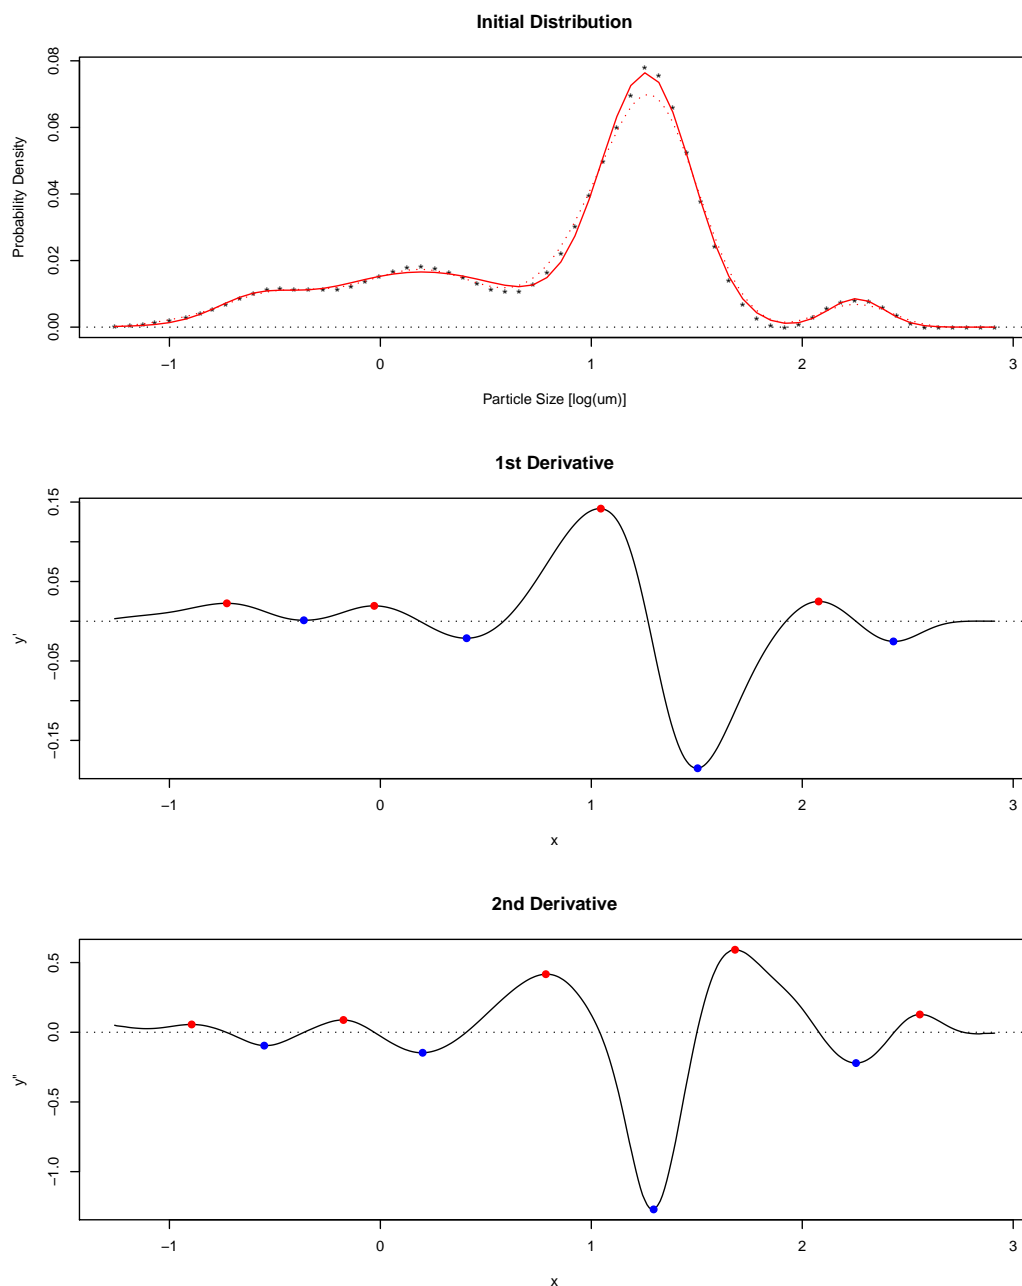 Initial Distribution
Probability Density
0.00 0.02 0.04 0.06 0.08
−1 0 1 2 3
Particle Size [log(um)]
1st Derivative
y'
−0.15 −0.05 0.05 0.15
−1 0 1 2 3
x
2nd Derivative
y"
−1.0 −0.5 0.0 0.5
−1 0 1 2 3
x